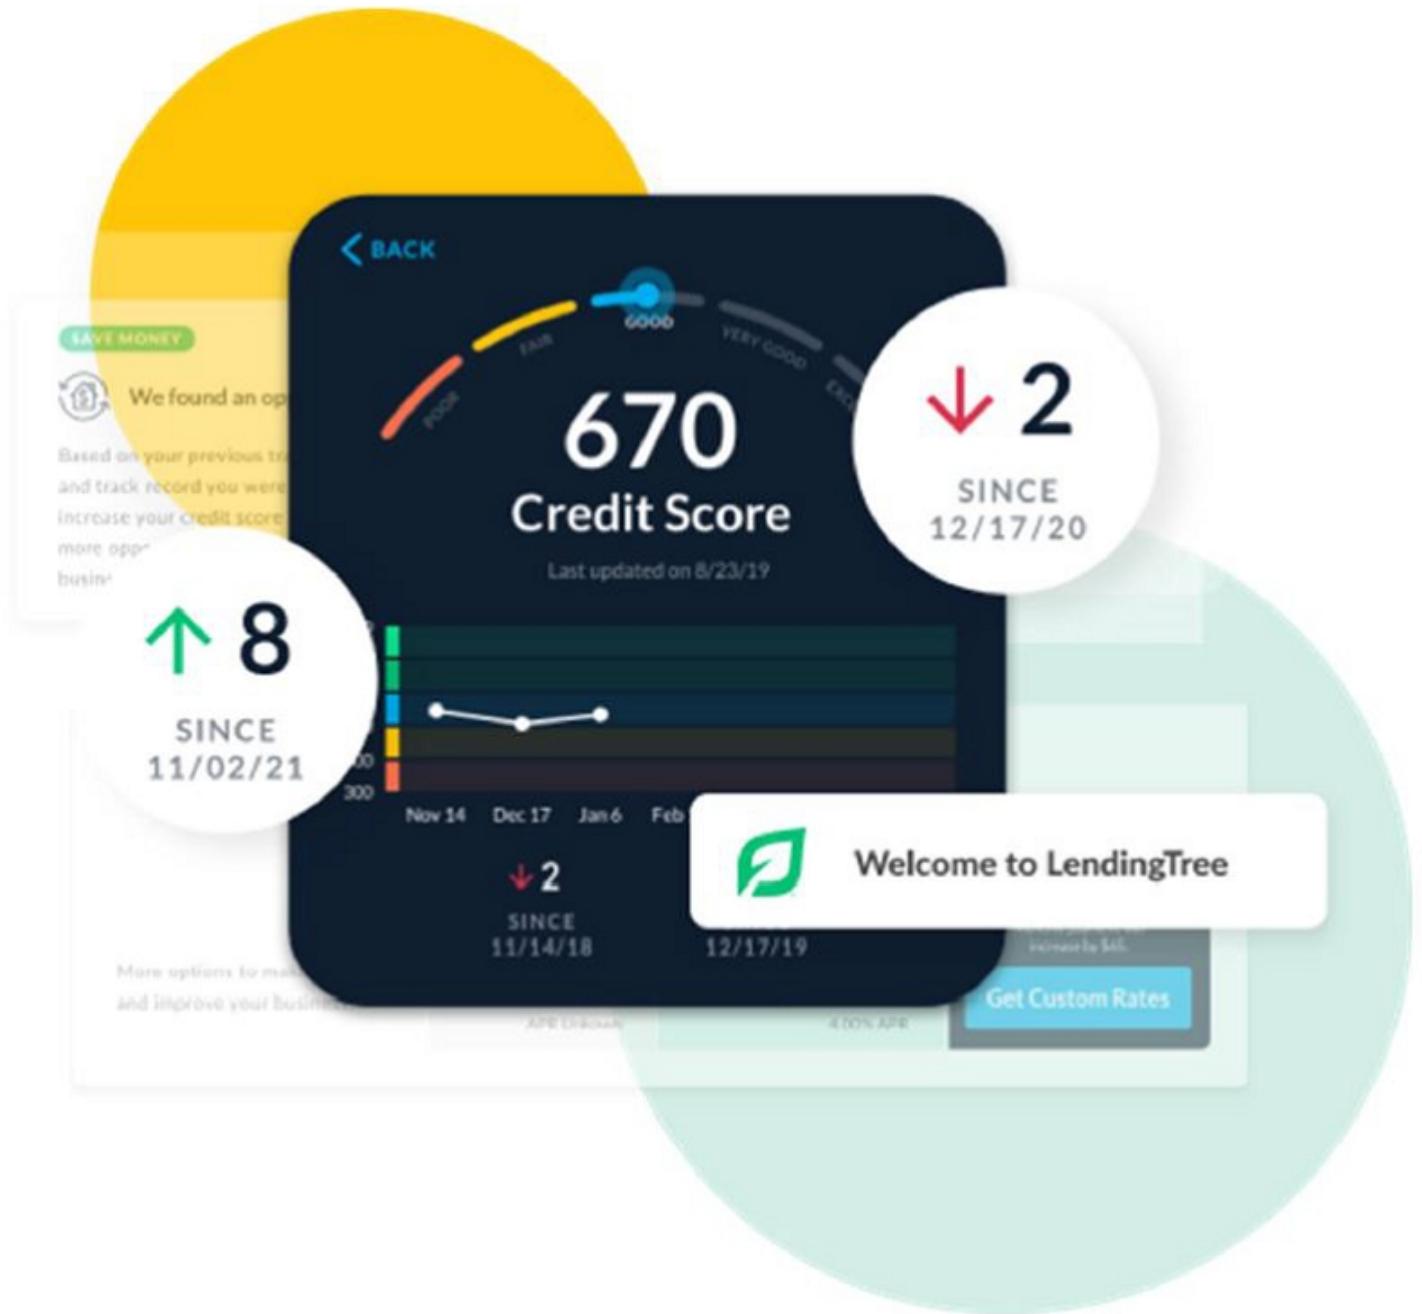 BACK
POOR
FAIR
GOOD
VERY GOOD
670
Credit Score
Last updated on 8/23/19
2
SINCE
12/17/20
SAVE MONEY
We found an
Based on your previous
and track record you were
increase your credit score
more
8
SINCE
11/02/21
300
Nov 14 Dec 17 Jan 6 Feb
2
SINCE
11/14/18
12/17/19
Welcome to LendingTree
increase by $65.
Get Custom Rates
More options to
and improve your
APR Unknown
4.00% APR